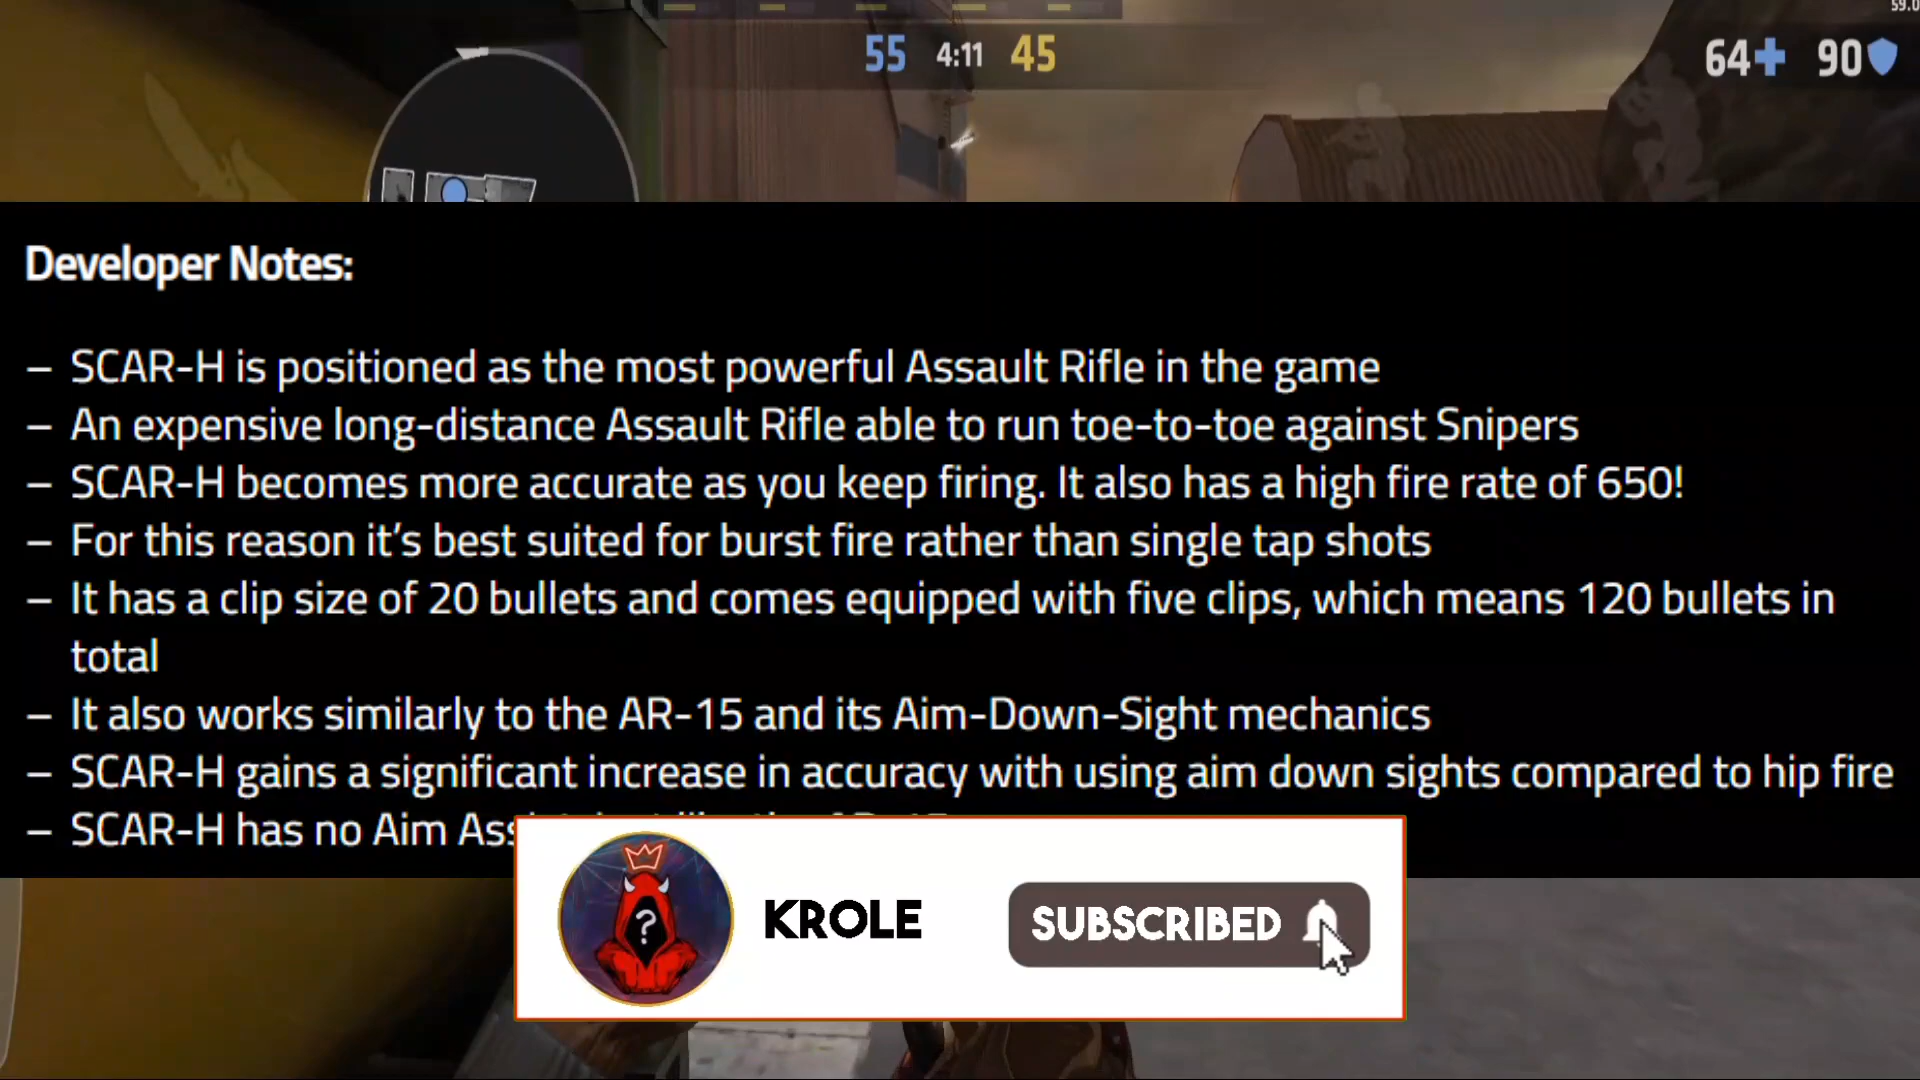 59.0
55 4:11 45
64 90
Developer Notes:
– SCAR-H is positioned as the most powerful Assault Rifle in the game
– An expensive long-distance Assault Rifle able to run toe-to-toe against Snipers
– SCAR-H becomes more accurate as you keep firing. It also has a high fire rate of 650!
– For this reason it’s best suited for burst fire rather than single tap shots
– It has a clip size of 20 bullets and comes equipped with five clips, which means 120 bullets in
total
– It also works similarly to the AR-15 and its Aim-Down-Sight mechanics
– SCAR-H gains a significant increase in accuracy with using aim down sights compared to hip fire
– SCAR-H has no Aim
?
KROLE
SUBSCRIBED